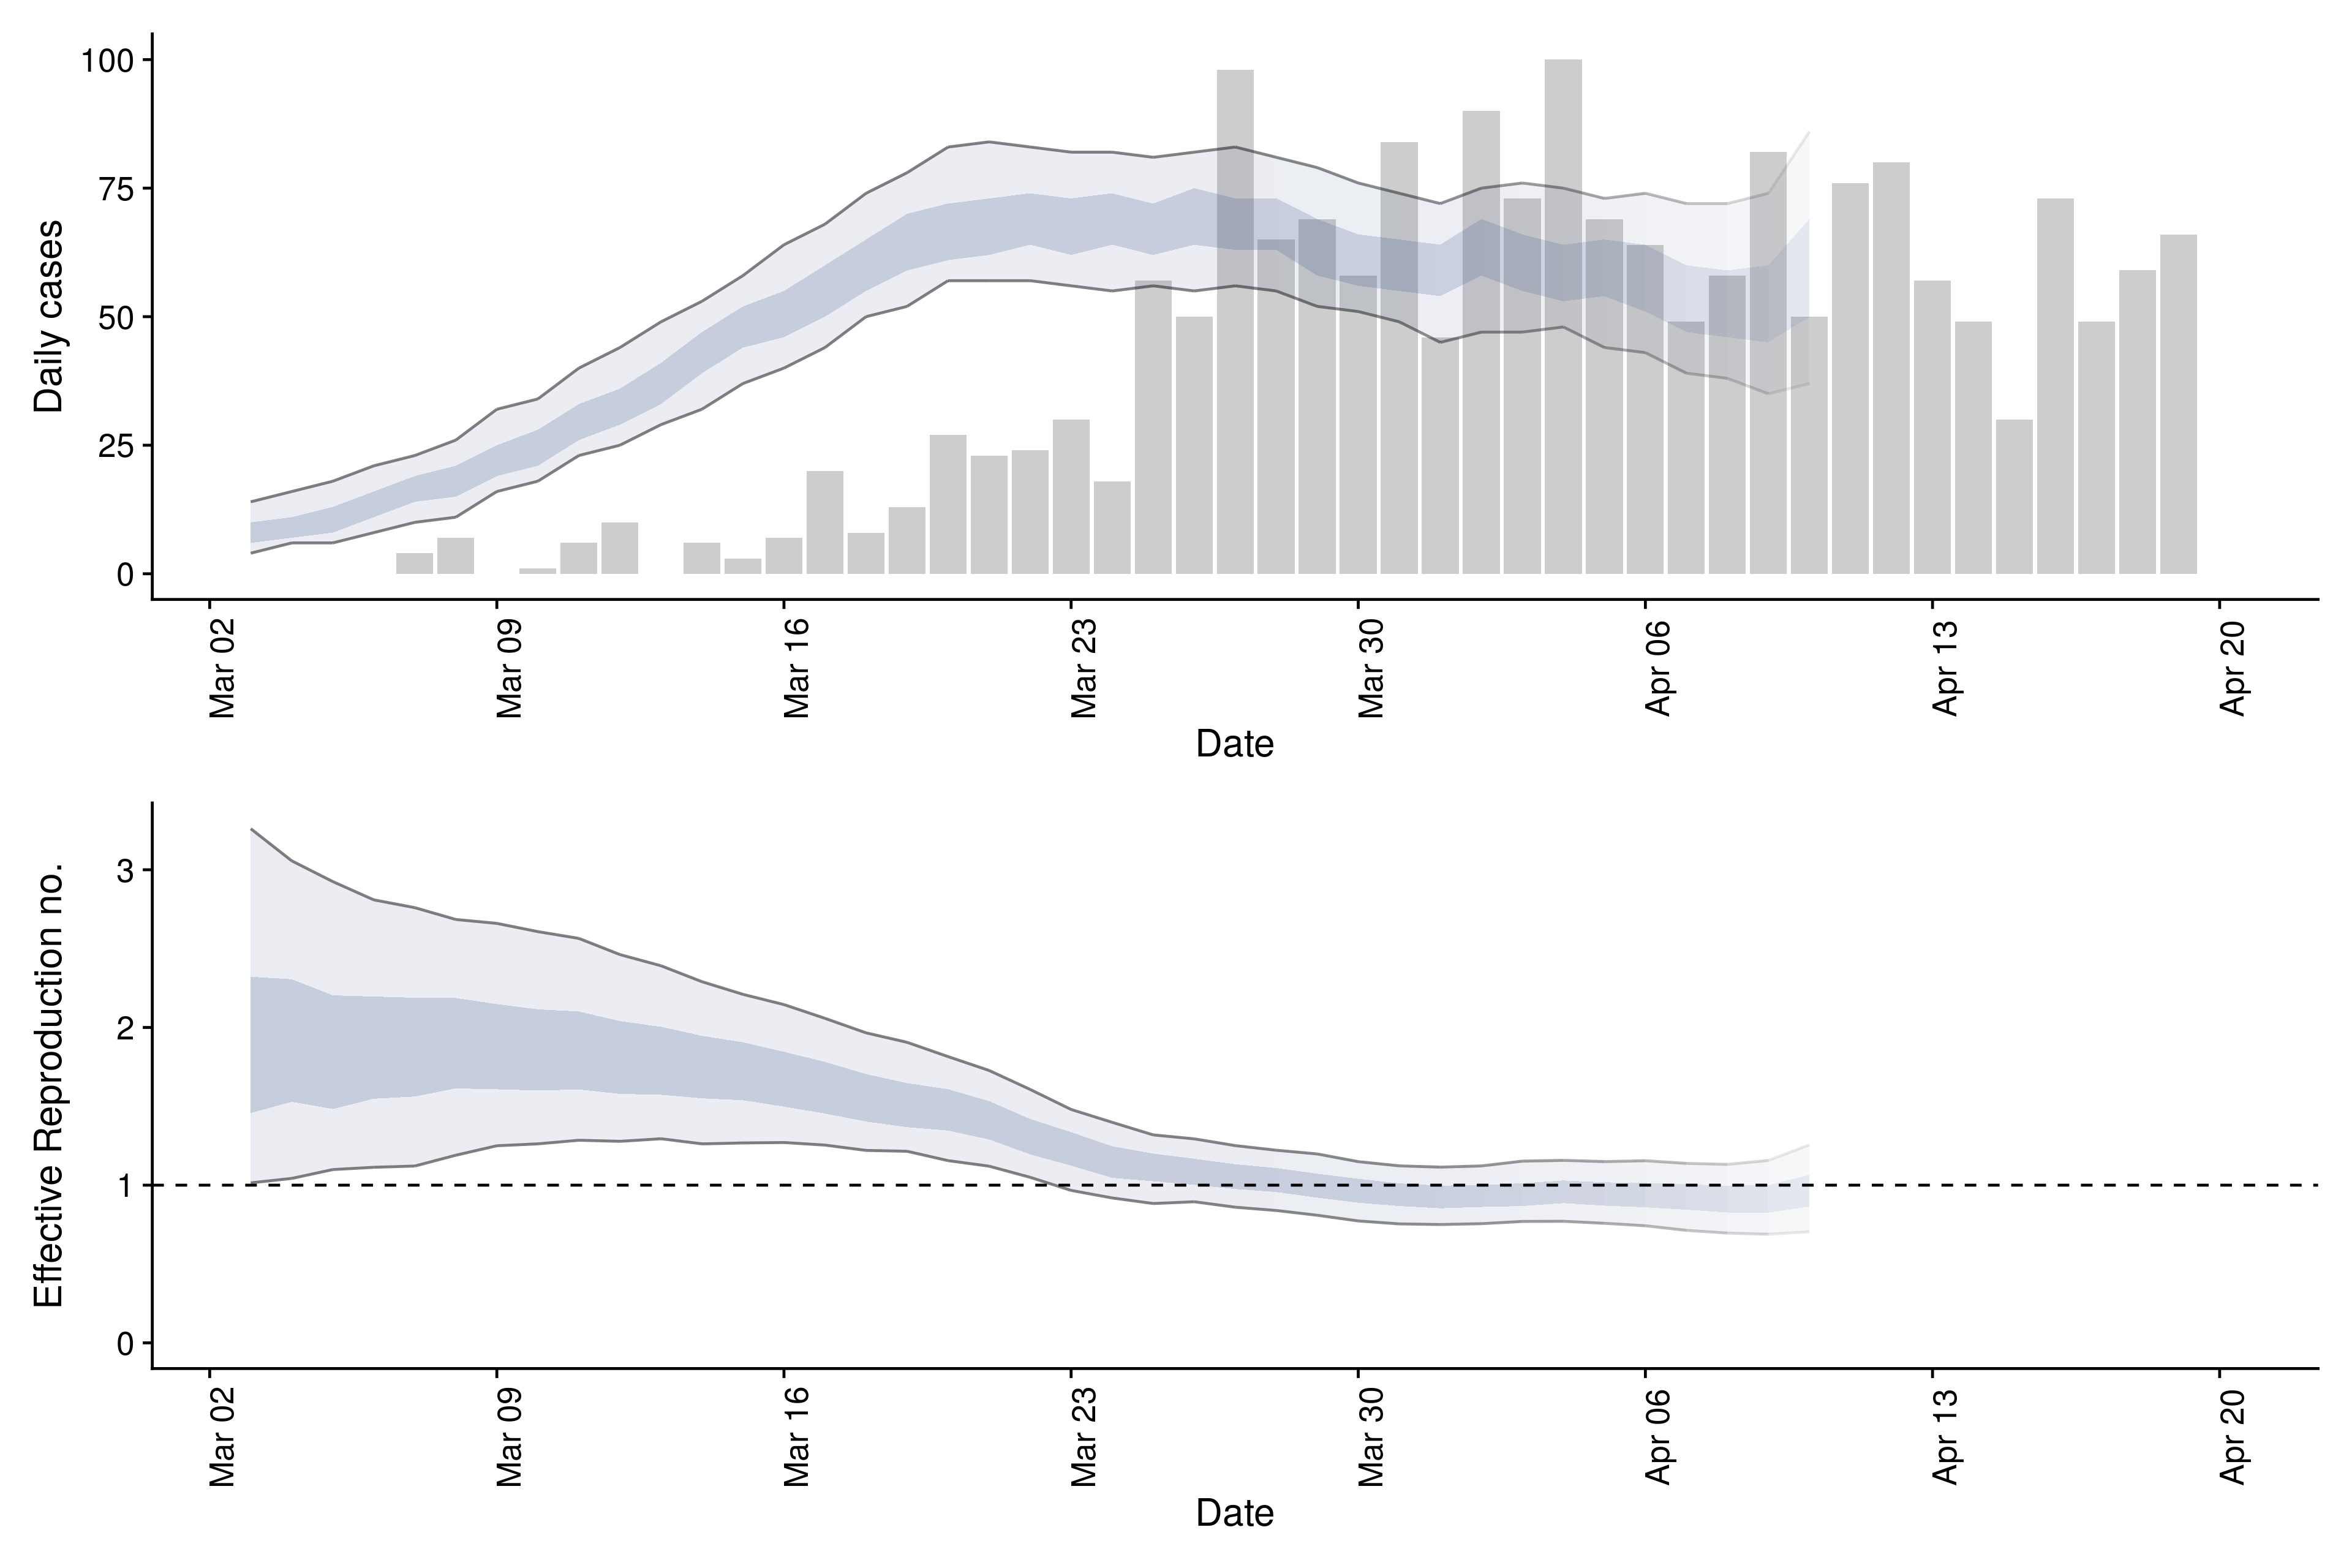 Daily cases
100
75
50
25
0
Mar 02
Mar 09
Mar 16
Mar 23
Mar 30
Apr 06
Apr 13
Apr 20
Date
Effective Reproduction no.
3
2
1
0
Mar 02
Mar 09
Mar 16
Mar 23
Mar 30
Apr 06
Apr 13
Apr 20
Date